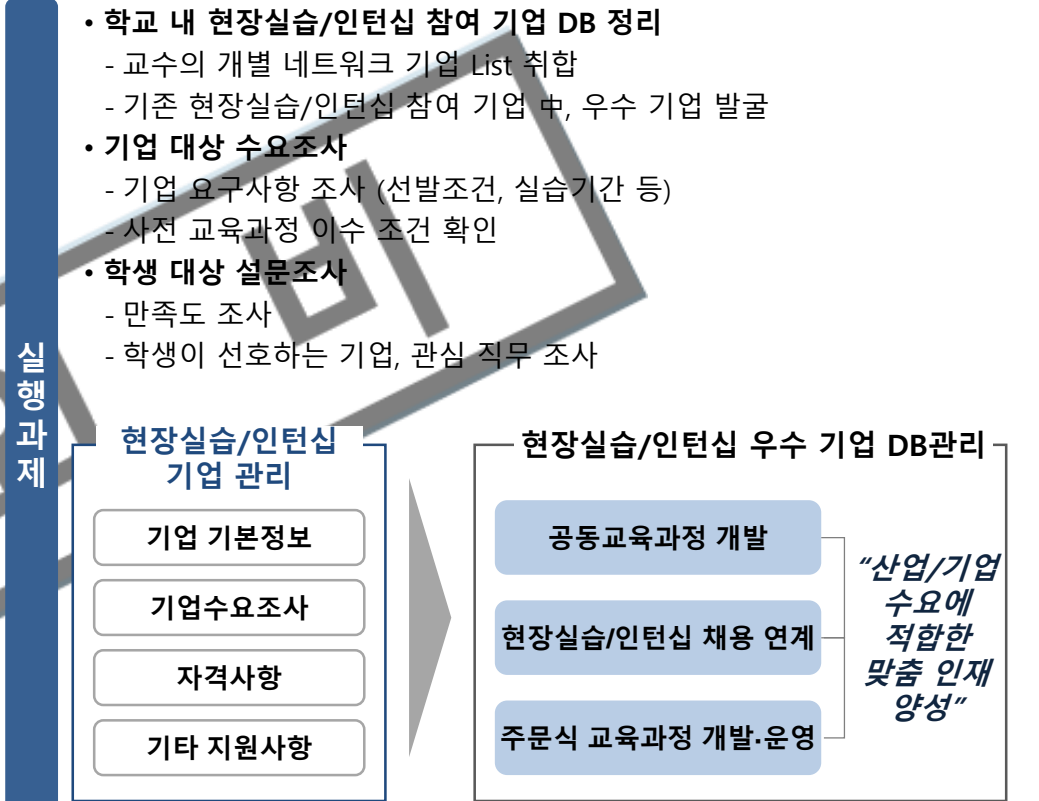 실행과제
• 학교 내 현장실습/인턴십 참여 기업 DB 정리
- 교수의 개별 네트워크 기업 List 취합
- 기존 현장실습/인턴십 참여 기업 中, 우수 기업 발굴
• 기업 대상 수요조사
- 기업 요구사항 조사 (선발조건, 실습기간 등)
- 사전 교육과정 이수 조건 확인
• 학생 대상 설문조사
- 만족도 조사
- 학생이 선호하는 기업, 관심 직무 조사
현장실습/인턴십
기업 관리
기업 기본정보
기업수요조사
자격사항
기타 지원사항
현장실습/인턴십 우수 기업 DB관리
공동교육과정 개발
현장실습/인턴십 채용 연계
주문식 교육과정 개발·운영
“산업/기업
수요에
적합한
맞춤 인재
양성”
비